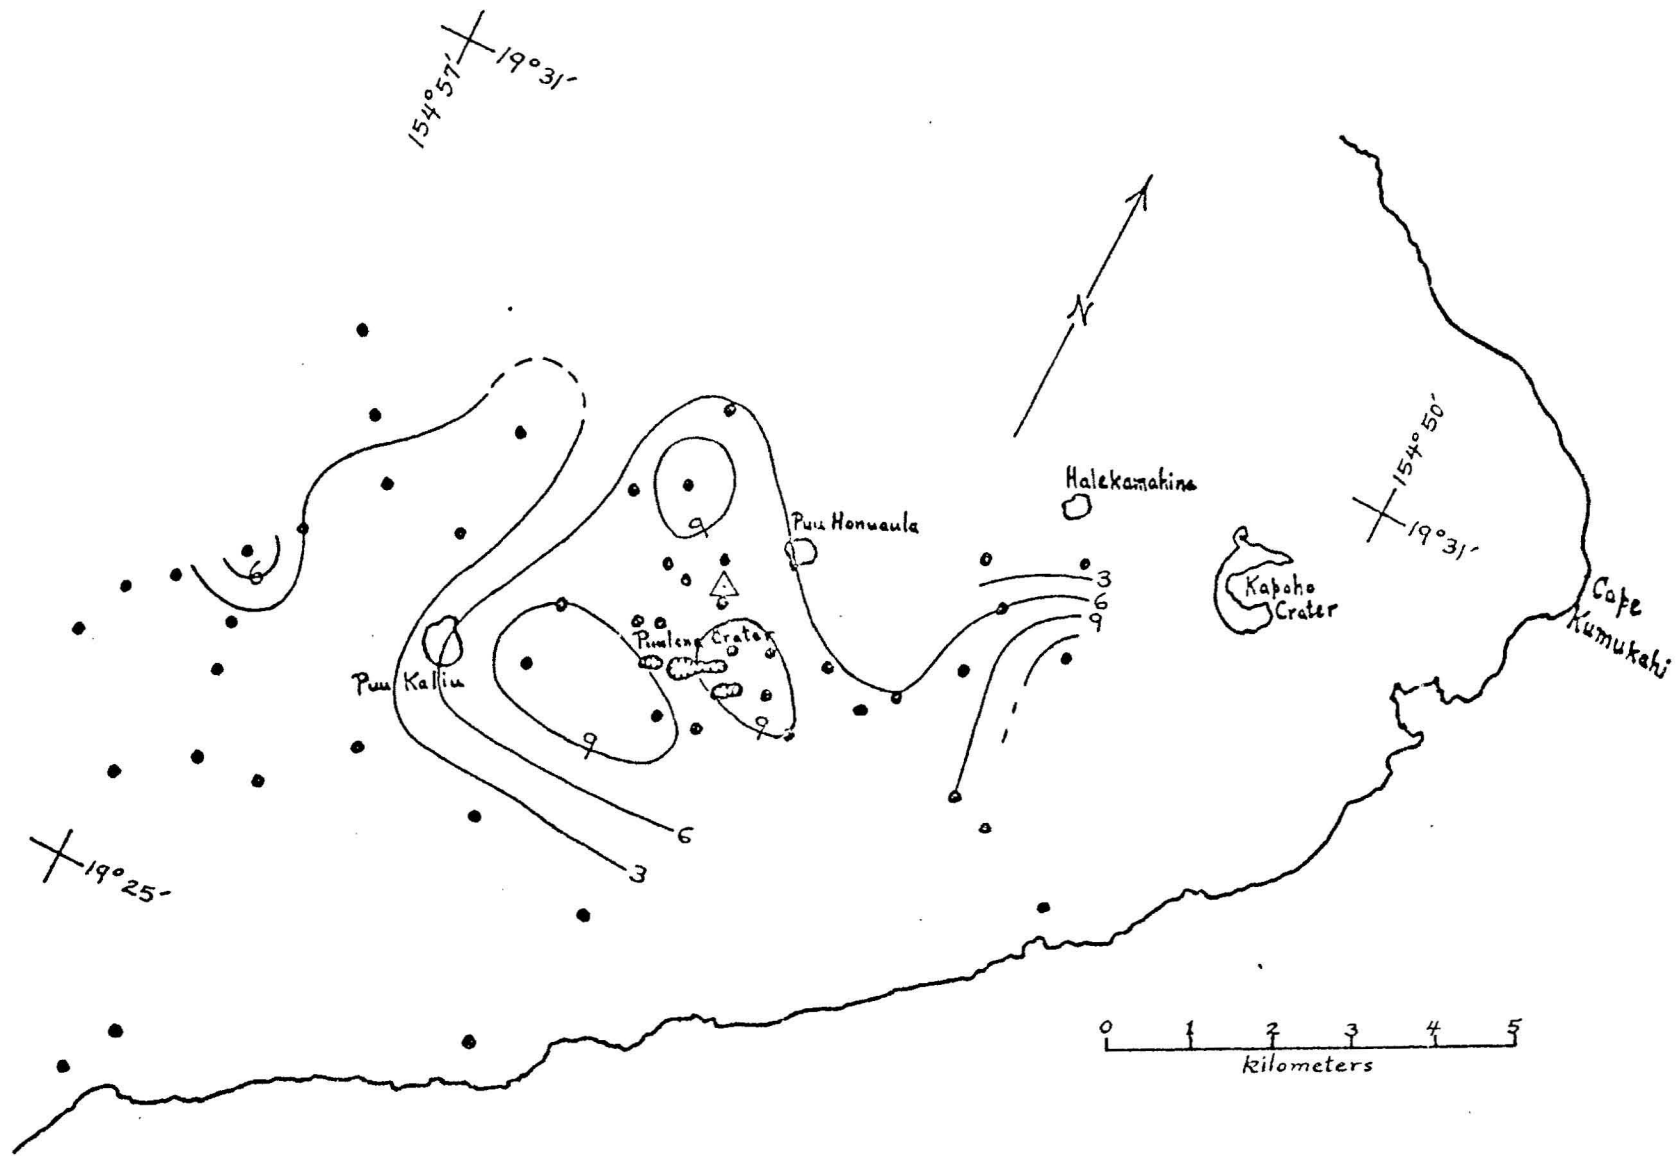 154°57'
19°31'
154°50'
Halekamahina
Puu Honuaula
19°31'
9
3
6
9
Kapoho
Crater
Cape
Kumukahi
6
Crater
Puu Kaliu
9
9
6
3
19°25'
N
0 1 2 3 4 5
kilometers